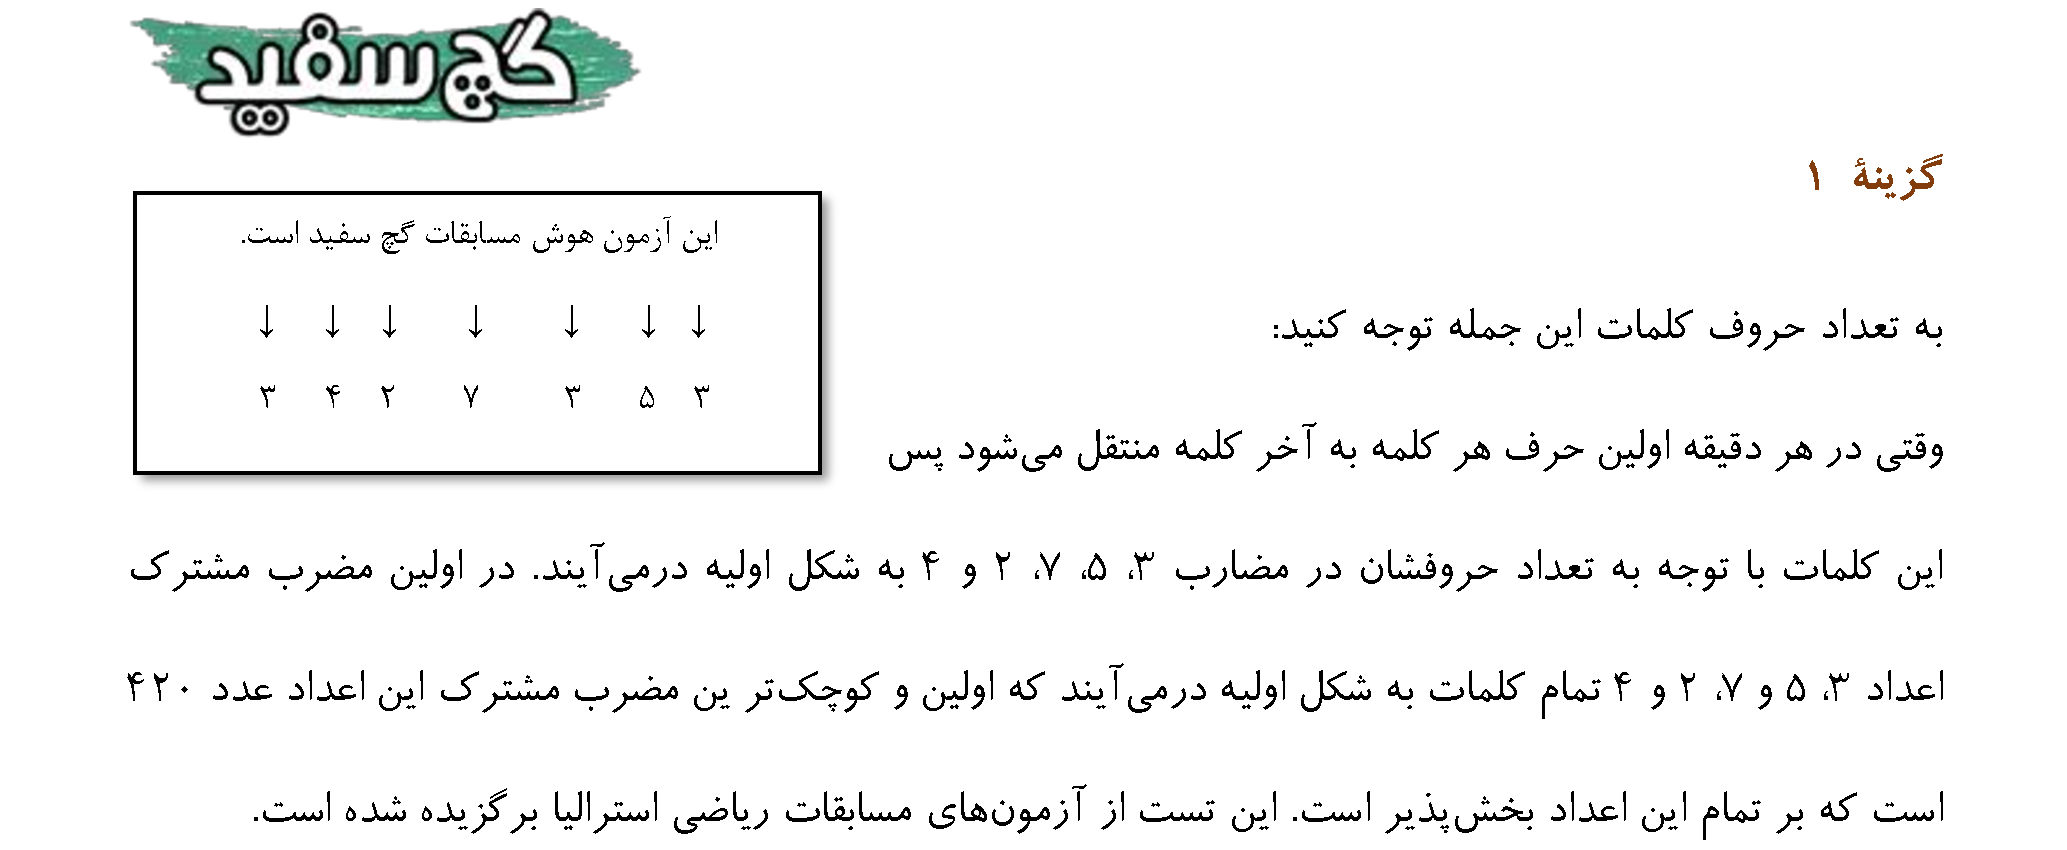 گچ سفید
گزینهٔ ۱
این آزمون هوش مسابقات گچ سفید است.
↓ ↓ ↓ ↓ ↓ ↓ ↓
۳ ۵ ۳ ۷ ۲ ۴ ۳
به تعداد حروف کلمات این جمله توجه کنید:
وقتی در هر دقیقه اولین حرف هر کلمه به آخر کلمه منتقل می‌شود پس
این کلمات با توجه به تعداد حروفشان در مضارب ۳، ۵، ۷، ۲ و ۴ به شکل اولیه درمی‌آیند. در اولین مضرب مشترک
اعداد ۳، ۵ و ۷، ۲ و ۴ تمام کلمات به شکل اولیه درمی‌آیند که اولین و کوچک‌تر ین مضرب مشترک این اعداد عدد ۴۲۰
است که بر تمام این اعداد بخش‌پذیر است. این تست از آزمون‌های مسابقات ریاضی استرالیا برگزیده شده است.